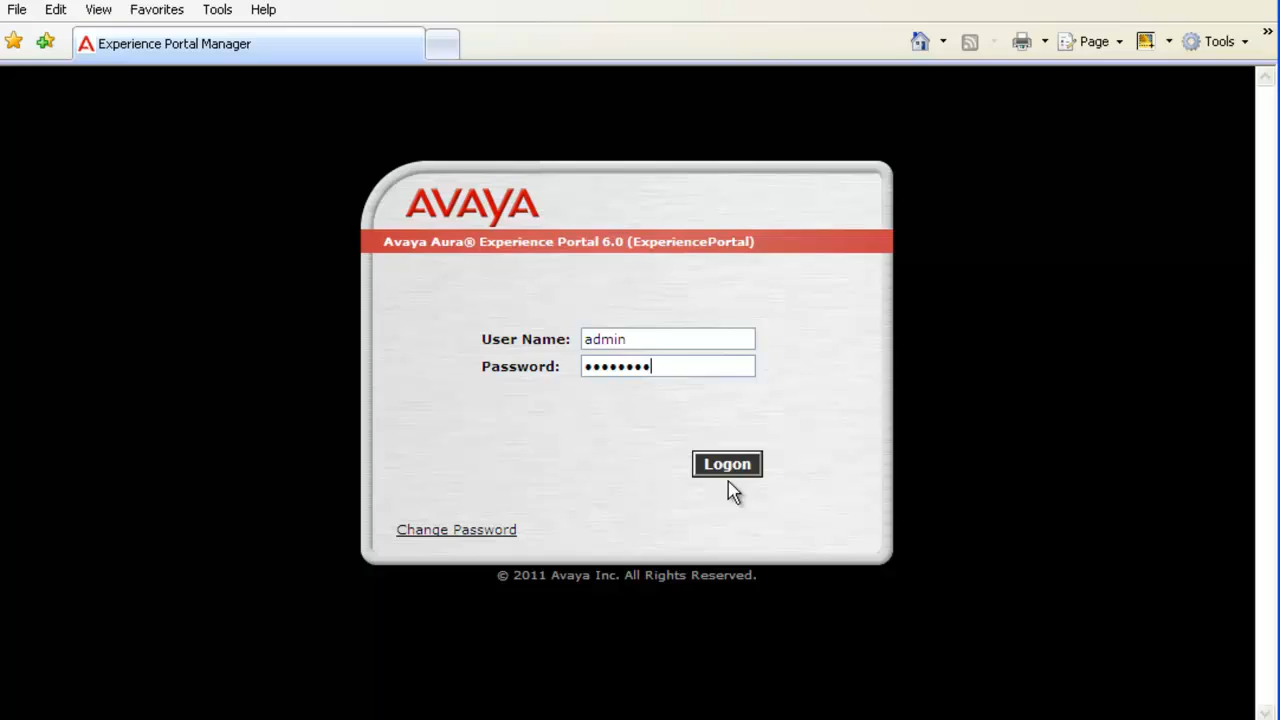 File Edit View Favorites Tools Help
Experience Portal Manager
Page
Tools
»
AVAYA
Avaya Aura® Experience Portal 6.0 (ExperiencePortal)
User Name: admin
Password: ••••••••
Logon
Change Password
© 2011 Avaya Inc. All Rights Reserved.